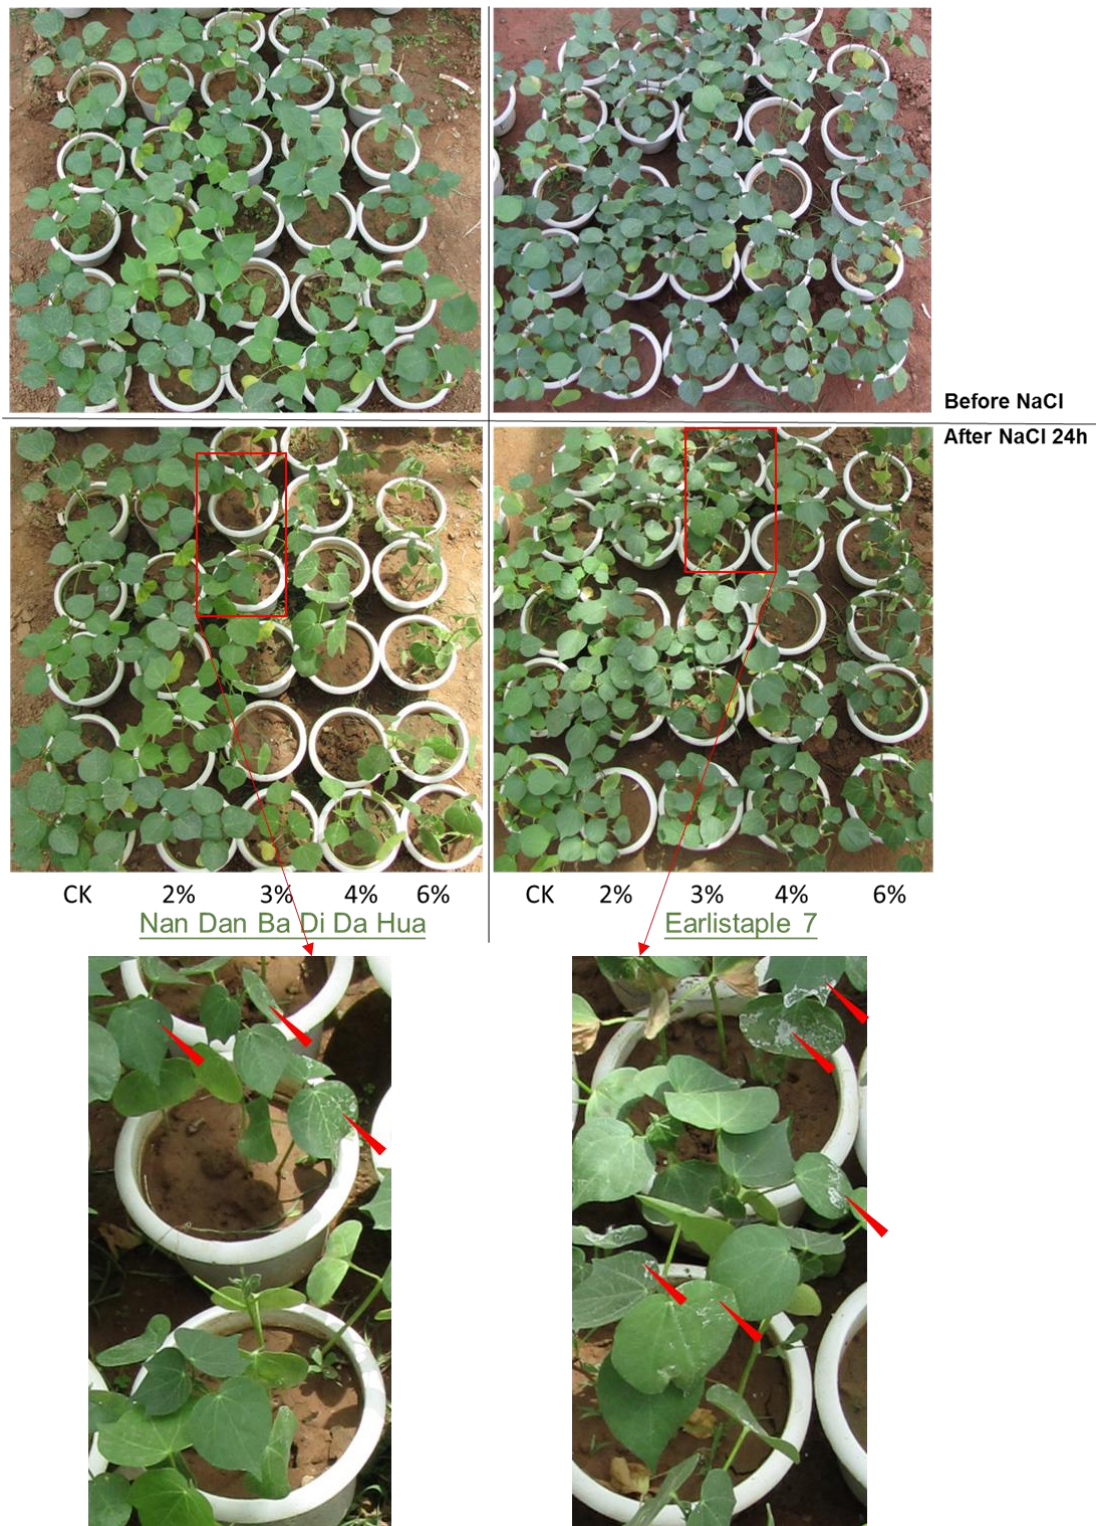 Before NaCl
After NaCl 24h
CK 2% 3% 4% 6%
Nan Dan Ba Di Da Hua
CK 2% 3% 4% 6%
Earlistaple 7